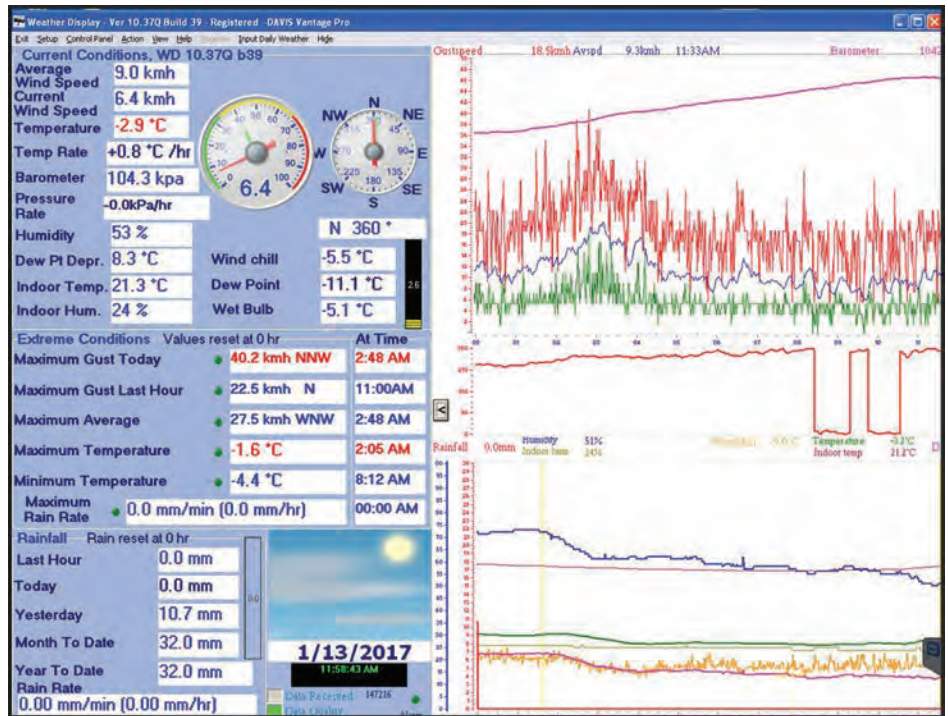 Weather Display - Ver 10.37Q Build 39 - Registered -DAVIS Vantage Pro
Exit Setup Control Panel Action View Help Input Daily Weather Hide
Current Conditions, WD 10.37Q b39
Average Wind Speed 9.0 kmh
Current Wind Speed 6.4 kmh
Temperature -2.9 °C
Temp Rate +0.8 °C /hr
Barometer 104.3 kpa
Pressure Rate -0.0kPa/hr
Humidity 53 %
Dew Pt Depr. 8.3 °C
Indoor Temp. 21.3 °C
Indoor Hum. 24 %
6.4
N NE E SE S SW W NW
N 360 °
Wind chill -5.5 °C
Dew Point -11.1 °C
Wet Bulb -5.1 °C
2.6
Extreme Conditions Values reset at 0 hr At Time
Maximum Gust Today 40.2 kmh NNW 2:48 AM
Maximum Gust Last Hour 22.5 kmh N 11:00AM
Maximum Average 27.5 kmh WNW 2:48 AM
Maximum Temperature -1.6 °C 2:05 AM
Minimum Temperature -4.4 °C 8:12 AM
Maximum Rain Rate 0.0 mm/min (0.0 mm/hr) 00:00 AM
Rainfall Rain reset at 0 hr
Last Hour 0.0 mm
Today 0.0 mm
Yesterday 10.7 mm
Month To Date 32.0 mm
Year To Date 32.0 mm
Rain Rate
0.00 mm/min (0.00 mm/hr)
0.0
1/13/2017
11:58:43 AM
Data Received 147216
Data Quality
Gustspeed 18.5kmh Avspd 9.3kmh 11:33AM Barometer 1042
<
Rainfall 0.0mm Humidity 51% Temperature -3.2°C
Indoor hum 24% Indoor temp 21.2°C